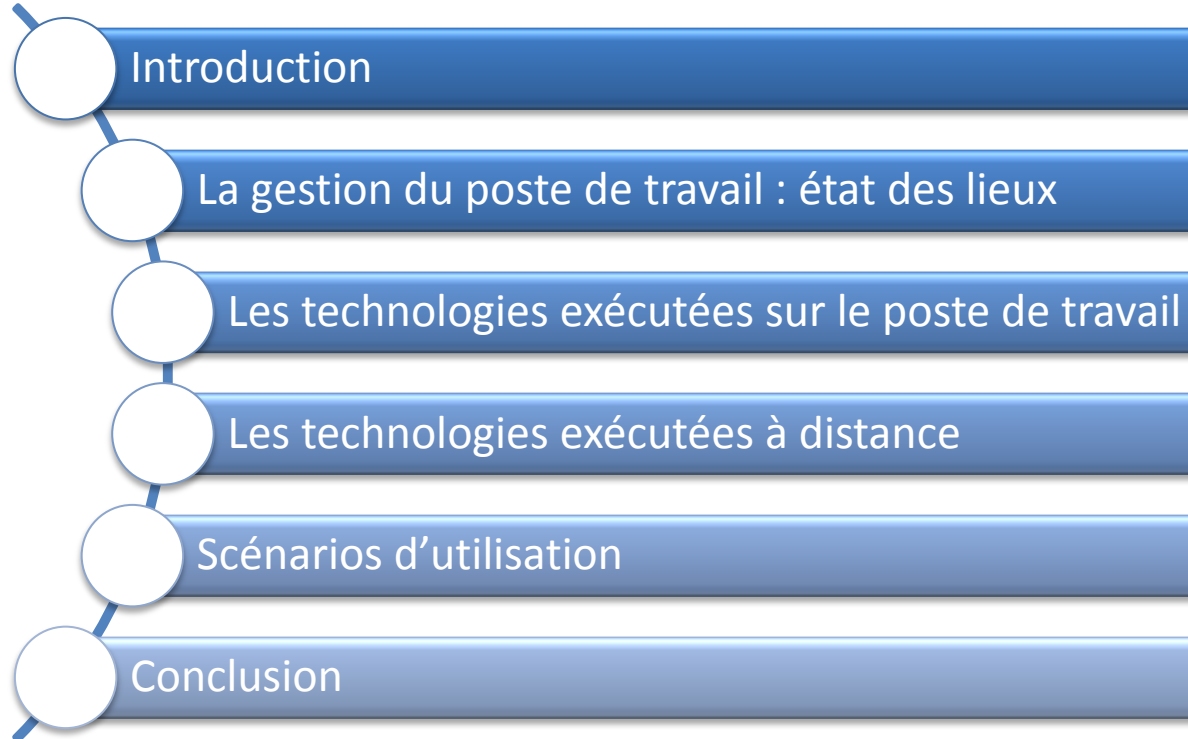 Introduction
La gestion du poste de travail : état des lieux
Les technologies exécutées sur le poste de travail
Les technologies exécutées à distance
Scénarios d’utilisation
Conclusion